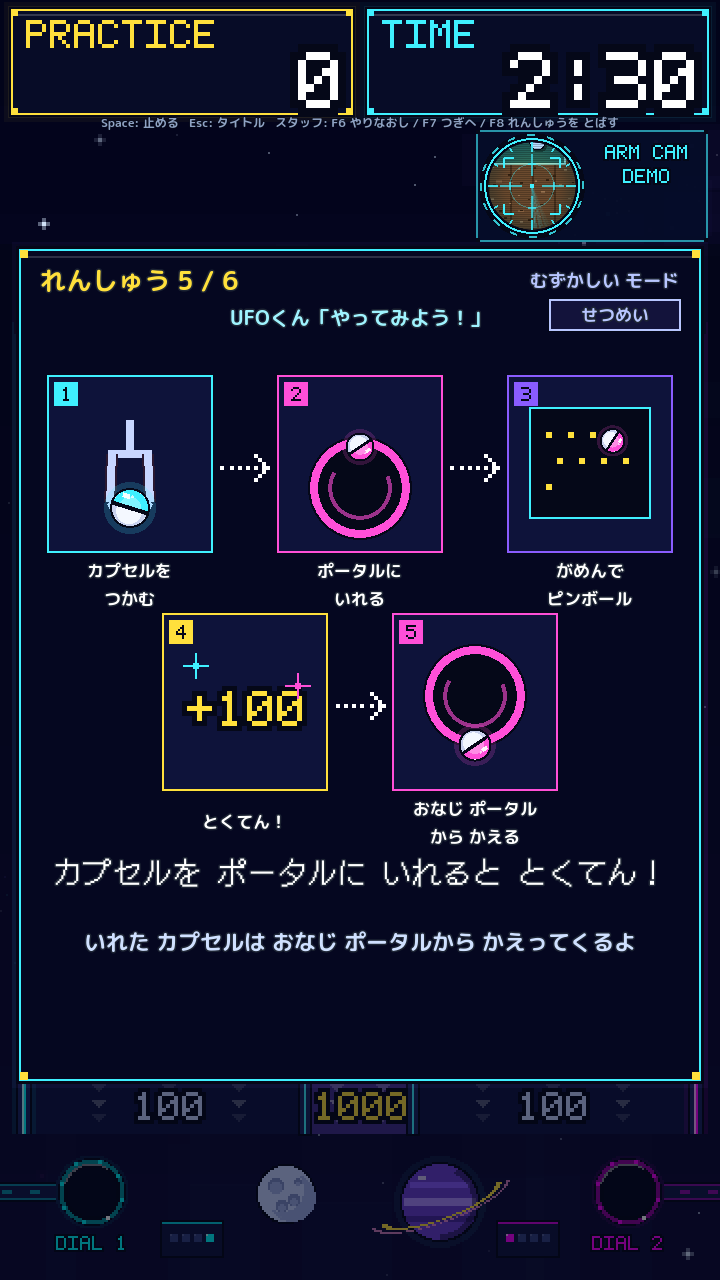 PRACTICE
0
TIME
2:30
Space: 止める Esc: タイトル スタッフ: F6 やりなおし / F7 つぎへ / F8 れんしゅうを とばす
ARM CAM
DEMO
れんしゅう 5 / 6
むずかしい モード
UFOくん「やってみよう！」
せつめい
1
2
3
カプセルを
つかむ
ポータルに
いれる
がめんで
ピンボール
4
+100
5
とくてん！
おなじ ポータル
から かえる
カプセルを ポータルに いれると とくてん！
いれた カプセルは おなじ ポータルから かえってくるよ
100
1000
100
DIAL 1
DIAL 2